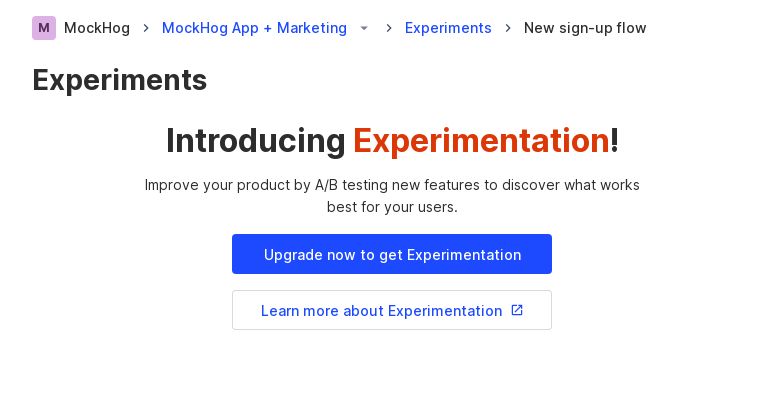 M MockHog MockHog App + Marketing Experiments New sign-up flow
Experiments
Introducing Experimentation!
Improve your product by A/B testing new features to discover what works
best for your users.
Upgrade now to get Experimentation
Learn more about Experimentation